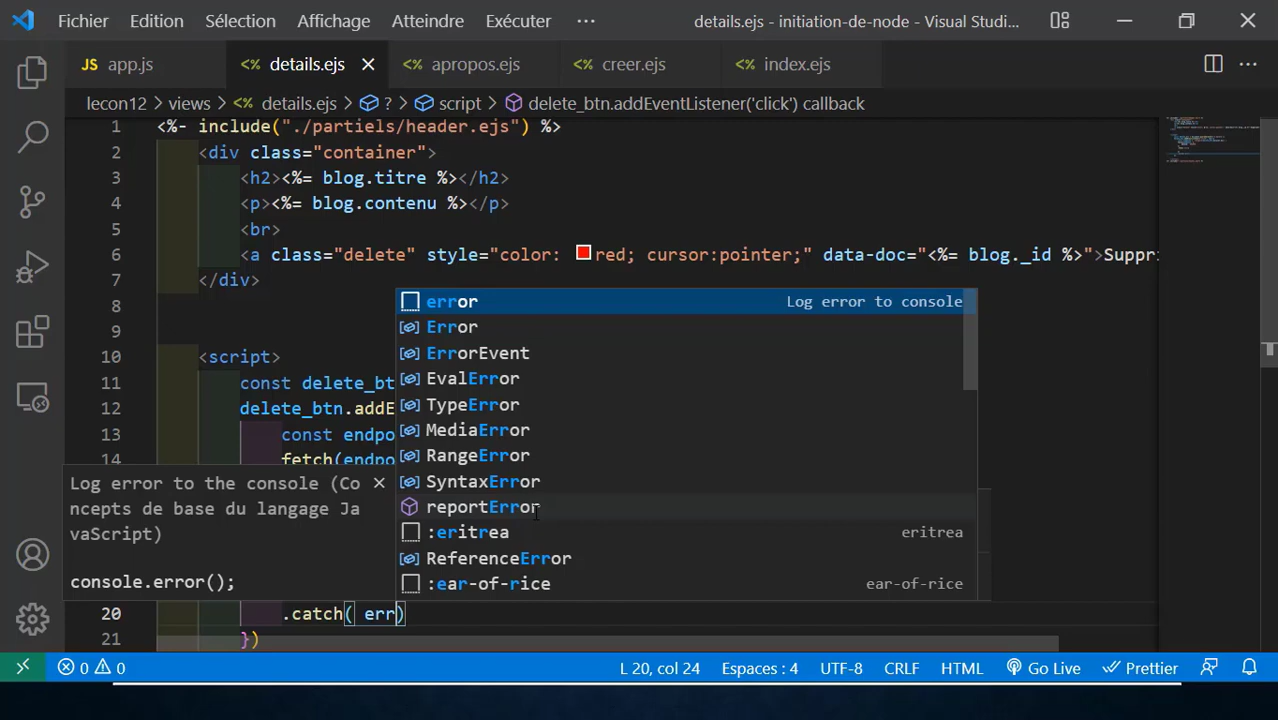 Fichier Edition Sélection Affichage Atteindre Exécuter ··· details.ejs - initiation-de-node - Visual Studi...
JS app.js <% details.ejs <% apropos.ejs <% creer.ejs <% index.ejs ···
lecon12 > views > <% details.ejs > ? > script > delete_btn.addEventListener('click') callback
1 <%- include("./partiels/header.ejs") %>
2 <div class="container">
3 <h2><%= blog.titre %></h2>
4 <p><%= blog.contenu %></p>
5 <br>
6 <a class="delete" style="color: red; cursor:pointer;" data-doc="<%= blog._id %>">Suppri
7 </div>
8
9
10 <script>
11 const delete_bt
12 delete_btn.addE
13 const endpo
14 fetch(endpo
error Log error to console
Error
ErrorEvent
EvalError
TypeError
MediaError
RangeError
SyntaxError
reportError
:eritrea eritrea
ReferenceError
:ear-of-rice ear-of-rice
Log error to the console (Co
ncepts de base du langage Ja
vaScript)
console.error();
20 .catch( err)
21 })
0 0 L 20, col 24 Espaces : 4 UTF-8 CRLF HTML Go Live Prettier